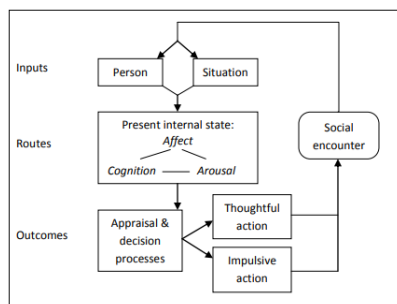 Inputs
Person
Situation
Routes
Present internal state:
Affect
Cognition
Arousal
Social
encounter
Outcomes
Appraisal &
decision
processes
Thoughtful
action
Impulsive
action